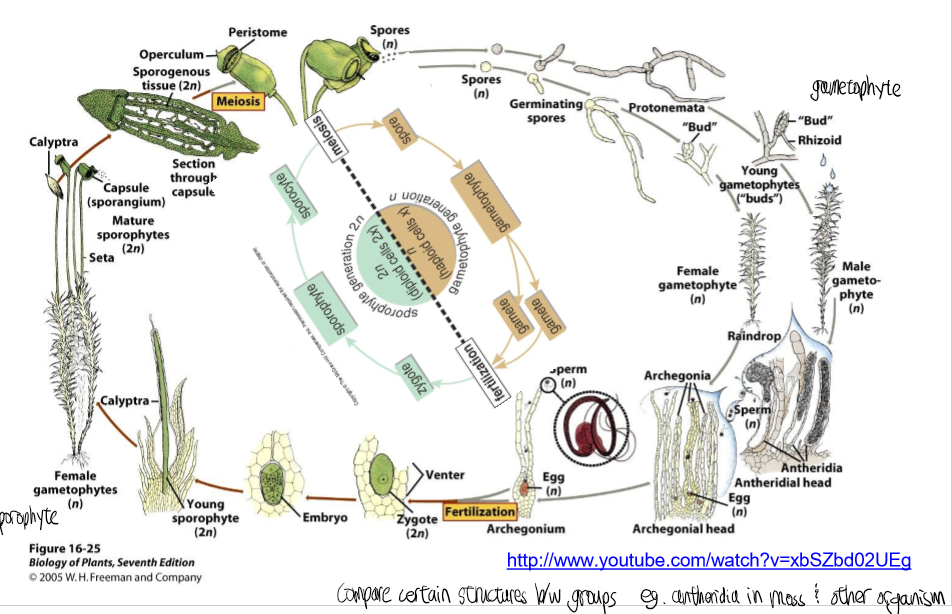 Peristome
Operculum
Sporogenous
tissue (2n)
Meiosis
Spores
(n)
Spores
(n)
Germinating
spores
Protonemata
"Bud"
gametophyte
"Bud"
Rhizoid
Young
gametophytes
("buds")
Calyptra
Capsule
(sporangium)
Section
through
capsule
Mature
sporophytes
(2n)
Seta
meiosis
spore
gametophyte
gamete
gamete
fertilization
zygote
sporophyte
sporocyte
gametophyte generation n
n
(haploid cells x)
2n
(diploid cells 2x)
sporophyte generation 2n
Female
gametophyte
(n)
Male
gameto-
phyte
(n)
Raindrop
Archegonia
Sperm
(n)
Sperm
(n)
Antheridia
Antheridial head
Egg
(n)
Archegonial head
Egg
(n)
Archegonium
Fertilization
Venter
Zygote
(2n)
Embryo
Calyptra
Young
sporophyte
(2n)
Female
gametophytes
(n)
porophyte
Figure 16-25
Biology of Plants, Seventh Edition
© 2005 W. H. Freeman and Company
http://www.youtube.com/watch?v=xbSZbd02UEg
Compare certain structures b/w groups eg. antheridia in moss & other organism